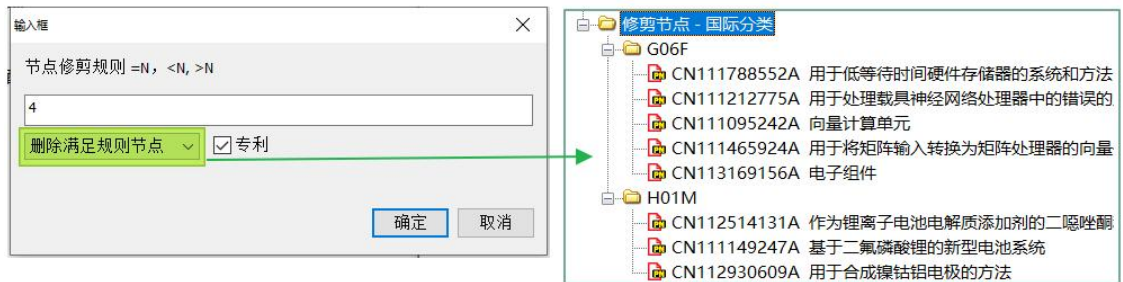 输入框
节点修剪规则 =N，<N, >N
4
删除满足规则节点
专利
确定 取消
修剪节点 - 国际分类
G06F
CN111788552A 用于低等待时间硬件存储器的系统和方法
CN111212775A 用于处理载具神经网络处理器中的错误的
CN111095242A 向量计算单元
CN111465924A 用于将矩阵输入转换为矩阵处理器的向量
CN113169156A 电子组件
H01M
CN112514131A 作为锂离子电池电解质添加剂的二噁唑酮
CN111149247A 基于二氟磷酸锂的新型电池系统
CN112930609A 用于合成镍钴铝电极的方法